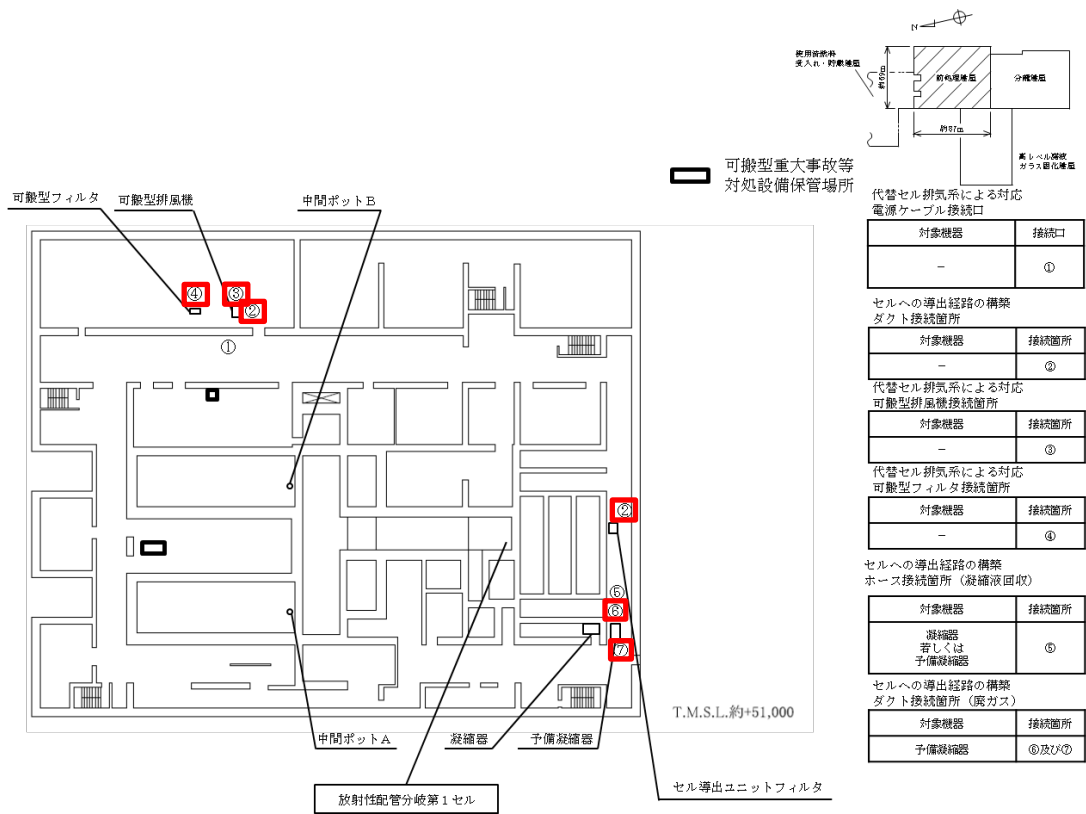 N
使用済燃料
受入れ・貯蔵建屋
約69m
前処理建屋
分離建屋
約87m
高レベル廃液
ガラス固化建屋
可搬型重大事故等
対処設備保管場所
可搬型フィルタ
可搬型排風機
中間ポットB
④
③
②
①
②
⑤
⑥
⑦
中間ポットA
凝縮器
予備凝縮器
T.M.S.L.約+51,000
放射性配管分岐第1セル
セル導出ユニットフィルタ
代替セル排気系による対応
電源ケーブル接続口
対象機器 接続口
－ ①
セルへの導出経路の構築
ダクト接続箇所
対象機器 接続箇所
－ ②
代替セル排気系による対応
可搬型排風機接続箇所
対象機器 接続箇所
－ ③
代替セル排気系による対応
可搬型フィルタ接続箇所
対象機器 接続箇所
－ ④
セルへの導出経路の構築
ホース接続箇所（凝縮液回収）
対象機器 接続箇所
凝縮器
若しくは
予備凝縮器
⑤
セルへの導出経路の構築
ダクト接続箇所（廃ガス）
対象機器 接続箇所
予備凝縮器 ⑥及び⑦